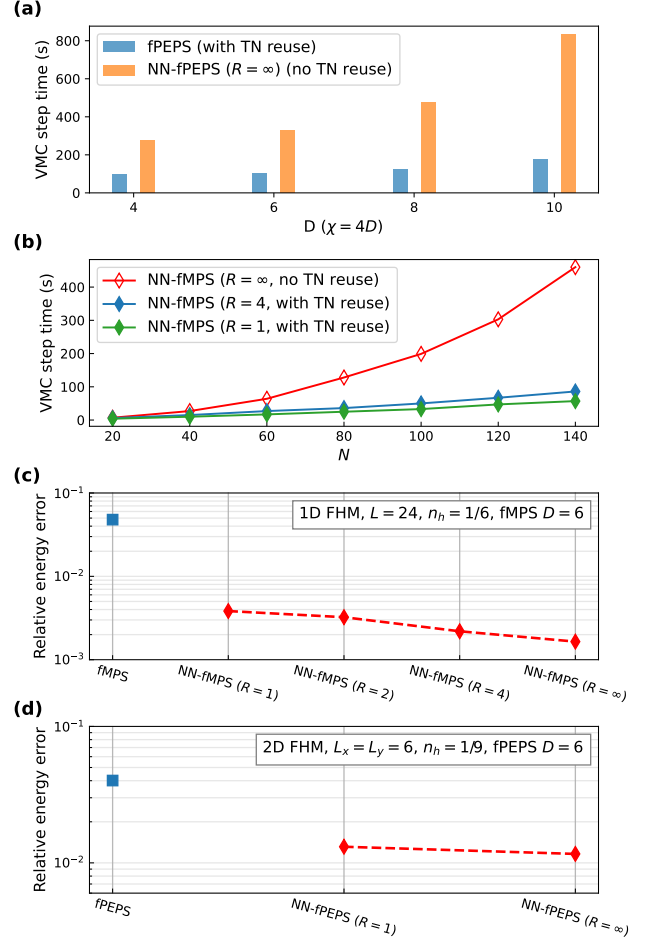 (a)
VMC step time (s)
800
600
400
200
0
fPEPS (with TN reuse)
NN-fPEPS (R = ∞) (no TN reuse)
4
6
8
10
D (χ = 4D)
(b)
VMC step time (s)
400
300
200
100
0
NN-fMPS (R = ∞, no TN reuse)
NN-fMPS (R = 4, with TN reuse)
NN-fMPS (R = 1, with TN reuse)
20
40
60
80
100
120
140
N
(c)
Relative energy error
10⁻¹
10⁻²
10⁻³
1D FHM, L = 24, nₕ = 1/6, fMPS D = 6
fMPS
NN-fMPS (R = 1)
NN-fMPS (R = 2)
NN-fMPS (R = 4)
NN-fMPS (R = ∞)
(d)
Relative energy error
10⁻¹
10⁻²
2D FHM, Lₓ = L_y = 6, nₕ = 1/9, fPEPS D = 6
fPEPS
NN-fPEPS (R = 1)
NN-fPEPS (R = ∞)